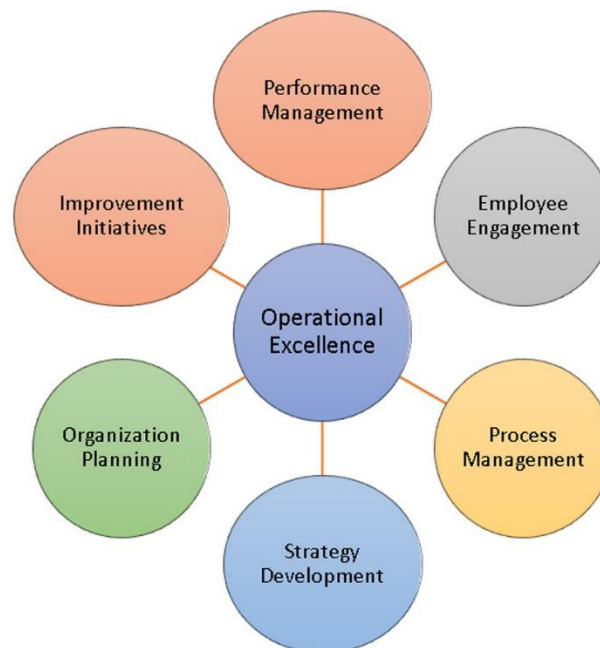 Performance
Management
Improvement
Initiatives
Employee
Engagement
Operational
Excellence
Organization
Planning
Process
Management
Strategy
Development